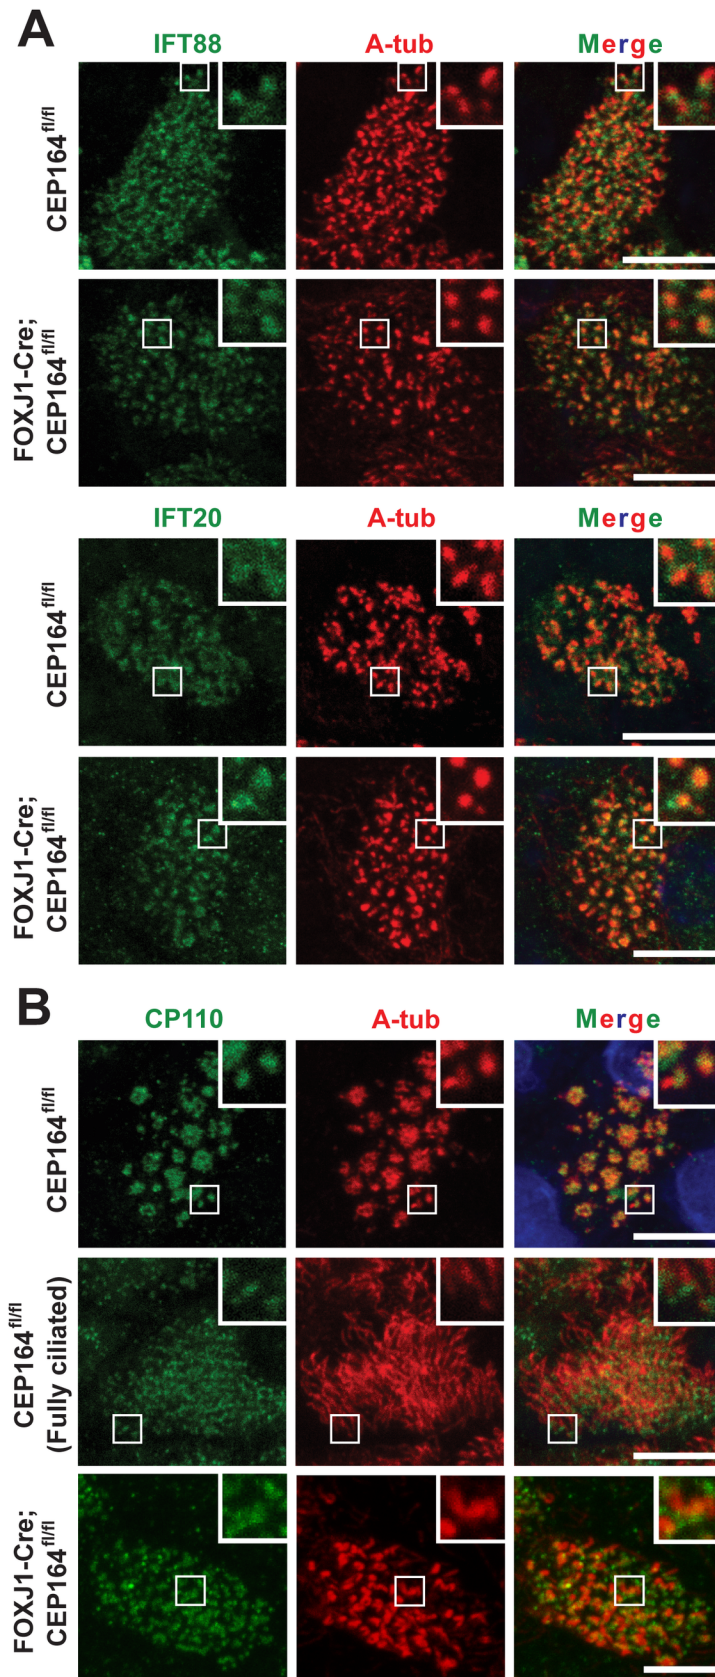 A
IFT88 A-tub Merge
CEP164fl/fl
FOXJ1-Cre;
CEP164fl/fl
IFT20 A-tub Merge
CEP164fl/fl
FOXJ1-Cre;
CEP164fl/fl
B
CP110 A-tub Merge
CEP164fl/fl
CEP164fl/fl
(Fully ciliated)
FOXJ1-Cre;
CEP164fl/fl